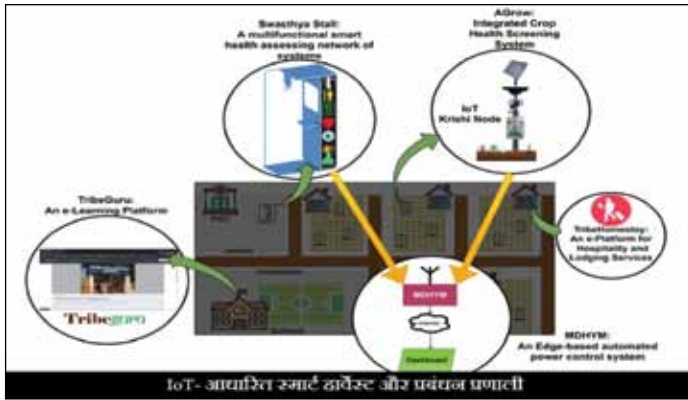 Swasthya Stall:
A multifunctional smart
health assessing network of
systems
AGrow:
Integrated Crop
Health Screening
System
IoT
Krishi Node
TribeGuru:
An e-Learning Platform
Tribeguru
TribeHomestay:
An e-Platform for
Hospitality and
Lodging Services
MDHYM
Dashboard
MDHYM:
An Edge-based automated
power control system
IoT- आधारित स्मार्ट हार्वेस्ट और प्रबंधन प्रणाली